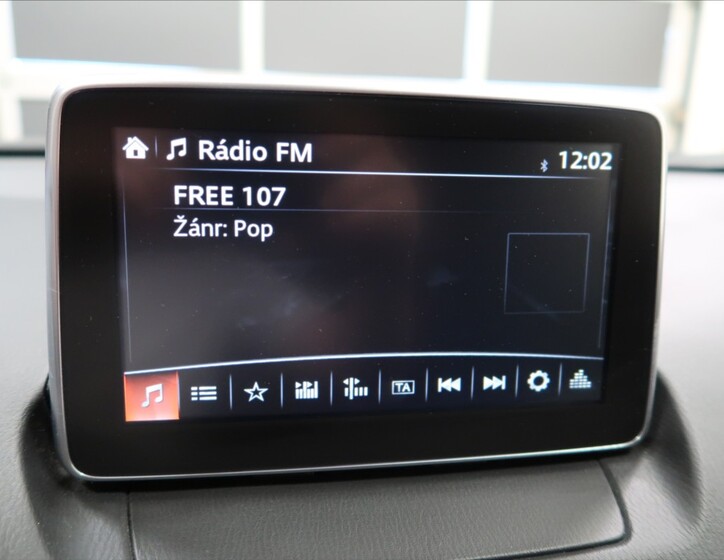 Rádio FM
12:02
FREE 107
Žánr: Pop
TA